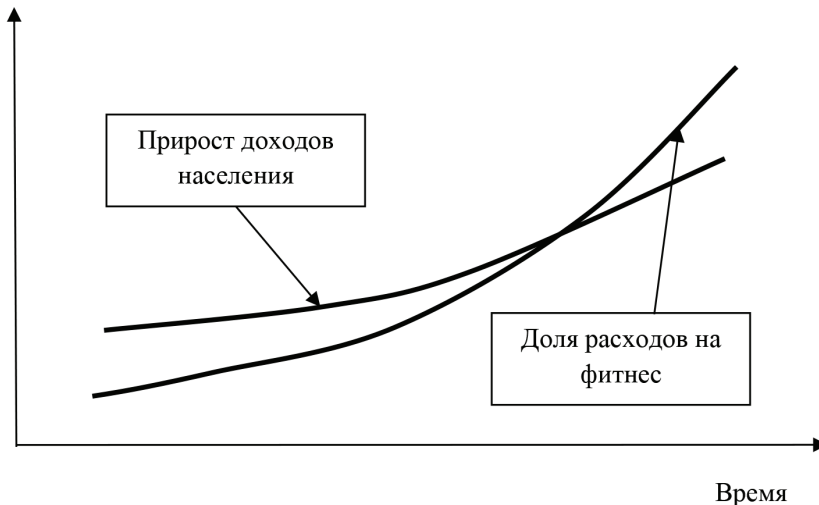 Прирост доходов
населения
Доля расходов на
фитнес
Время